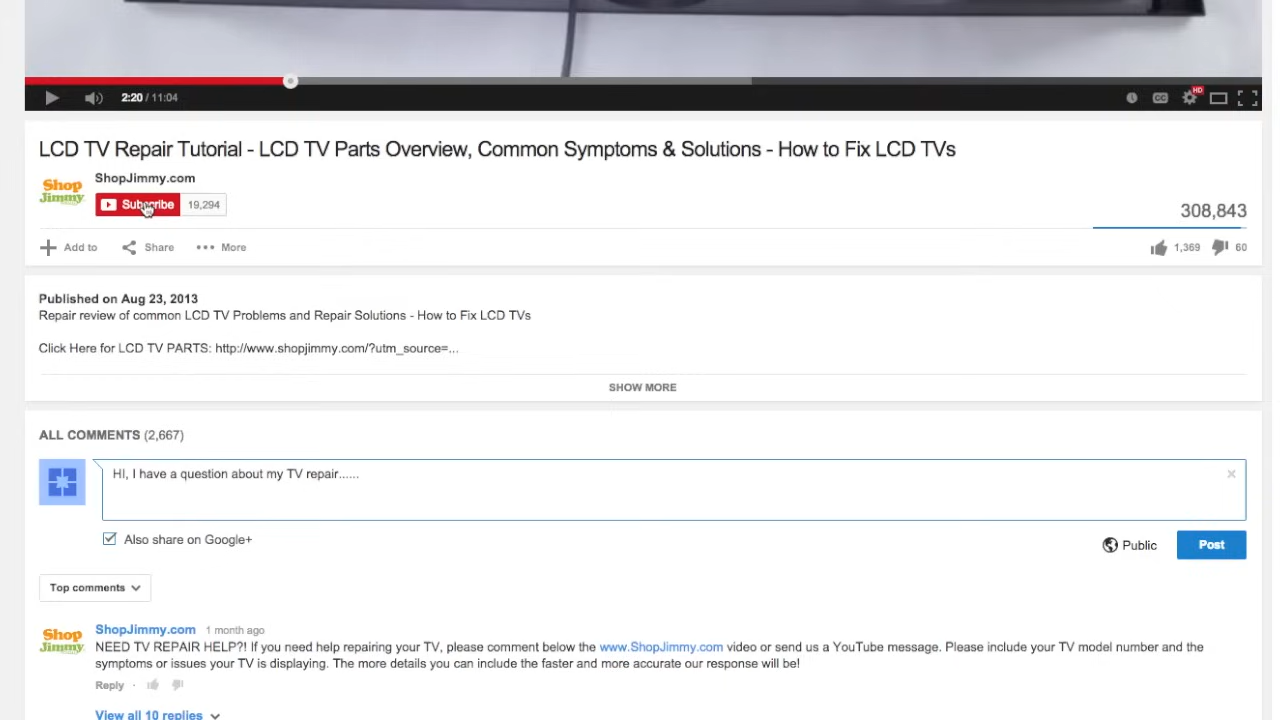 2:20 / 11:04
CC
HD
LCD TV Repair Tutorial - LCD TV Parts Overview, Common Symptoms & Solutions - How to Fix LCD TVs
Shop Jimmy
ShopJimmy.com
Subscribe 19,294
308,843
Add to Share More
1,369 60
Published on Aug 23, 2013
Repair review of common LCD TV Problems and Repair Solutions - How to Fix LCD TVs
Click Here for LCD TV PARTS: http://www.shopjimmy.com/?utm_source=...
SHOW MORE
ALL COMMENTS (2,667)
HI, I have a question about my TV repair......
Also share on Google+
Public Post
Top comments
Shop Jimmy
ShopJimmy.com 1 month ago
NEED TV REPAIR HELP?! If you need help repairing your TV, please comment below the www.ShopJimmy.com video or send us a YouTube message. Please include your TV model number and the
symptoms or issues your TV is displaying. The more details you can include the faster and more accurate our response will be!
Reply ·
View all 10 replies